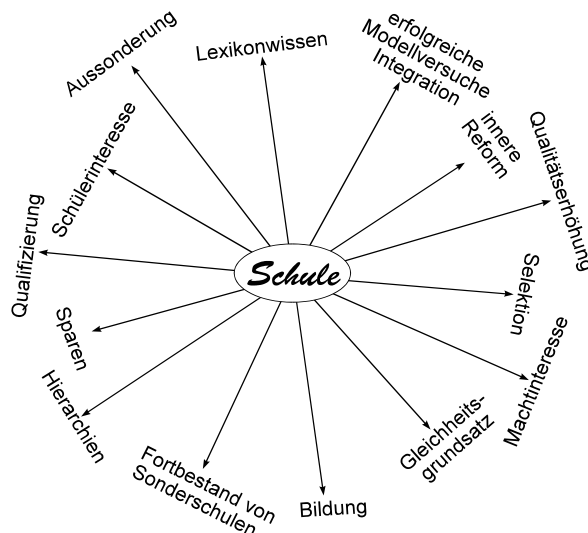 Aussonderung
Lexikonwissen
erfolgreiche
Modellversuche
Integration
innere
Reform
Qualitätserhöhung
Schülerinteresse
Qualifizierung
Schule
Selektion
Sparen
Machtinteresse
Hierarchien
Gleichheits-
grundsatz
Fortbestand von
Sonderschulen
Bildung